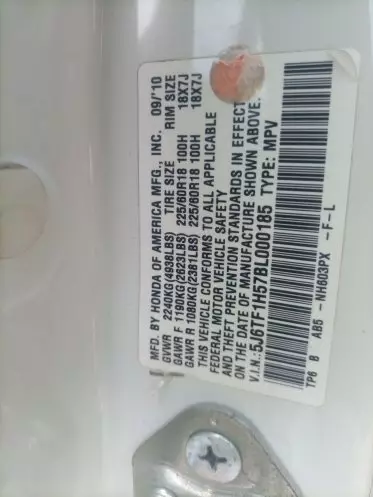 MFD. BY HONDA OF AMERICA MFG., INC. 09/'10
GVWR 2240KG(4938LBS) TIRE SIZE RIM SIZE
GAWR F 1190KG(2623LBS) 225/60R18 100H 18X7J
GAWR R 1080KG(2381LBS) 225/60R18 100H 18X7J
THIS VEHICLE CONFORMS TO ALL APPLICABLE
FEDERAL MOTOR VEHICLE SAFETY
AND THEFT PREVENTION STANDARDS IN EFFECT
ON THE DATE OF MANUFACTURE SHOWN ABOVE.
V.I.N.: 5J6TF1H57BL000185 TYPE: MPV
TP6 B AB5 -NH603PX -F-L